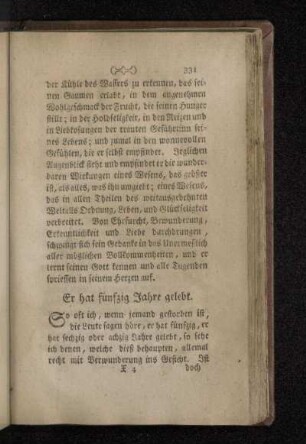 331
der Kühle des Wassers zu erkennen, das sei-
nen Gaumen erlabt, in dem angenehmen
Wohlgeschmack der Frucht, die seinen Hunger
stillt; in der Holdseligkeit, in den Reizen und
in Liebkosungen der trauten Gefährtinn sei-
nes Lebens; und zumal in den wonnevollen
Gefühlen, die er selbst empfindet. Jeglichen
Augenblick sieht und empfindet er die wunder-
baren Wirkungen eines Wesens, das größer
ist, als alles, was ihn umgiebt; eines Wesens,
das in allen Theilen des weitausgedehnten
Weltalls Ordnung, Leben, und Glückseligkeit
verbreitet. Von Ehrfurcht, Bewunderung,
Erkenntlichkeit und Liebe durchdrungen,
schwingt sich sein Gedanke in das Unermeßlich
aller möglichen Vollkommenheiten, und er
lernt seinen Gott kennen und alle Tugenden
sprießen in seinem Herzen auf.
Er hat fünfzig Jahre gelebt.
So oft ich, wenn jemand gestorben ist,
die Leute sagen höre, er hat fünfzig, er
hat sechzig oder achzig Jahre gelebt, so sehe
ich denen, welche dieß behaupten, allemal
recht mit Verwunderung ins Gesicht. Ist
X 4 doch